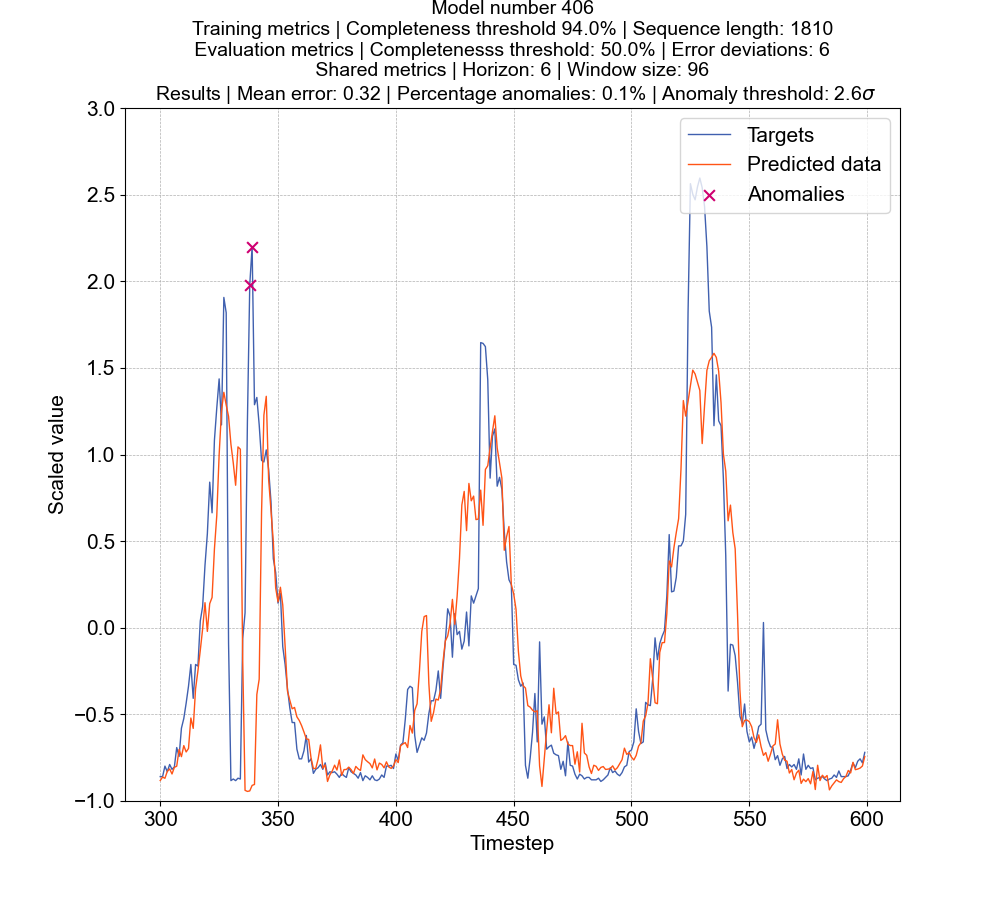 Model number 406
Training metrics | Completeness threshold 94.0% | Sequence length: 1810
Evaluation metrics | Completenesss threshold: 50.0% | Error deviations: 6
Shared metrics | Horizon: 6 | Window size: 96
Results | Mean error: 0.32 | Percentage anomalies: 0.1% | Anomaly threshold: 2.6σ
3.0
2.5
2.0
1.5
1.0
0.5
0.0
−0.5
−1.0
Scaled value
Targets
Predicted data
Anomalies
300 350 400 450 500 550 600
Timestep